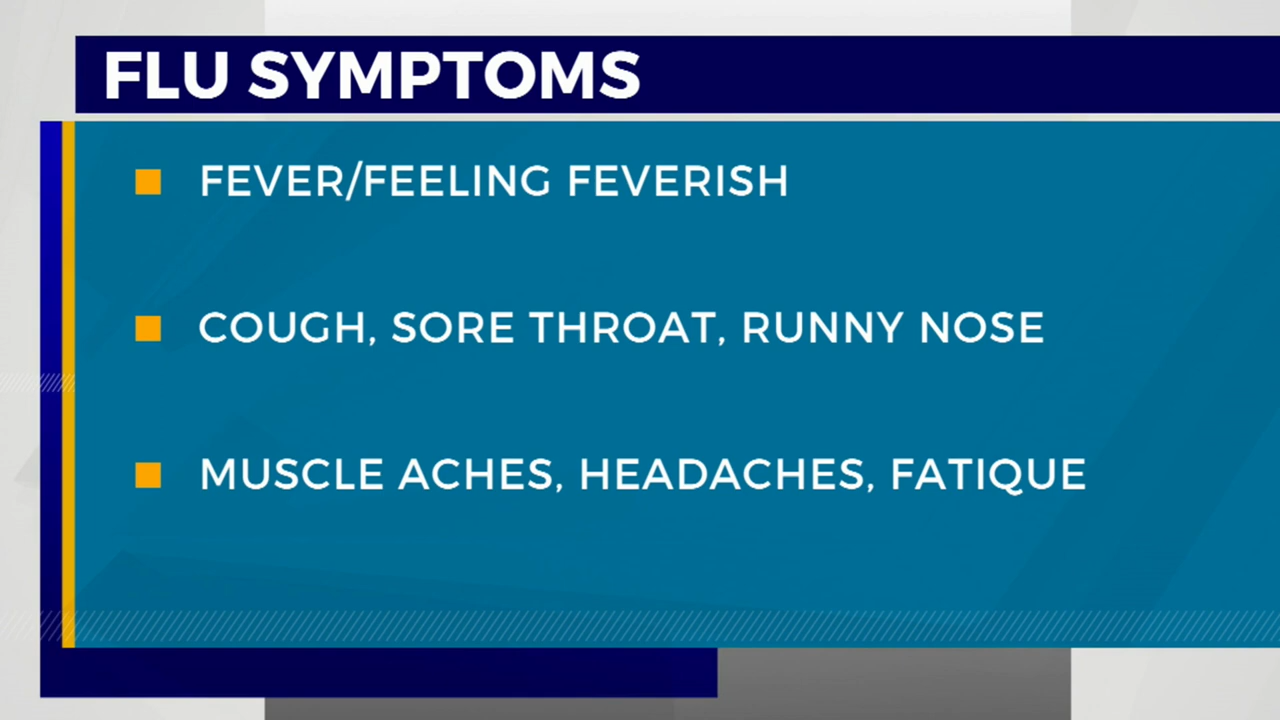 FLU SYMPTOMS
FEVER/FEELING FEVERISH
COUGH, SORE THROAT, RUNNY NOSE
MUSCLE ACHES, HEADACHES, FATIQUE